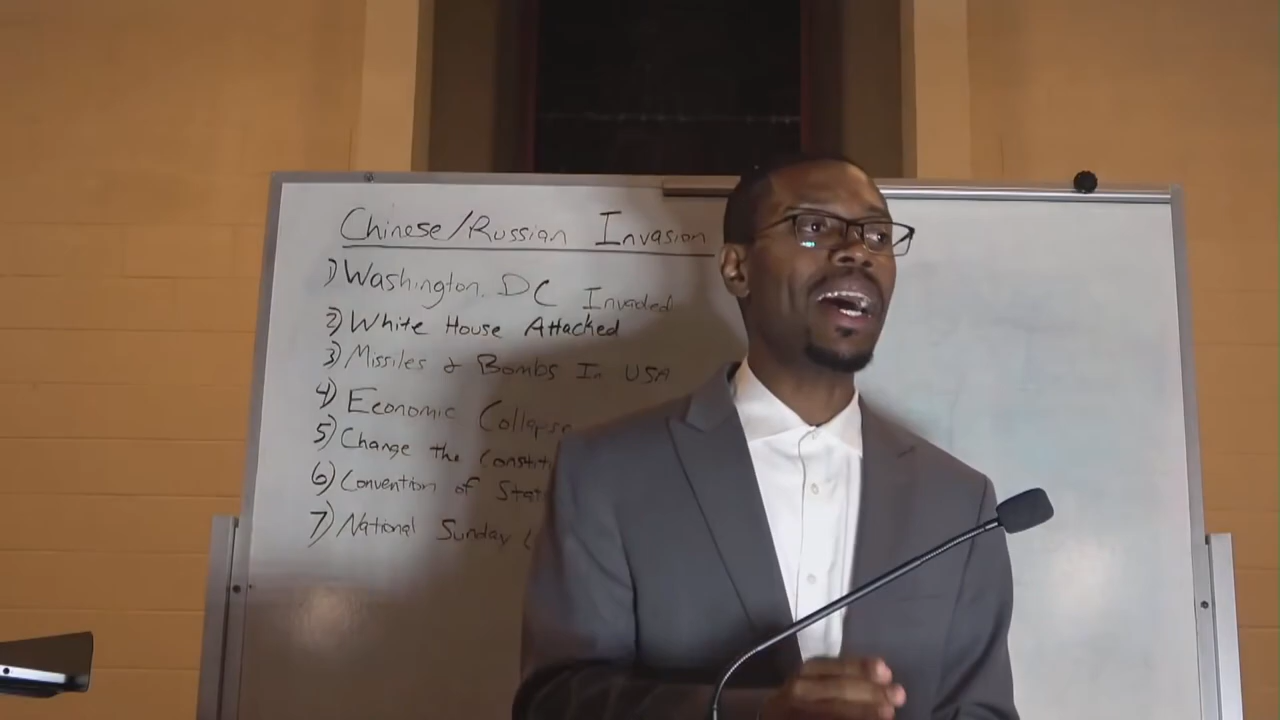 Chinese/Russian Invasion
1) Washington, DC Invaded
2) White House Attacked
3) Missiles & Bombs In USA
4) Economic Collapse
5) Change the
6) Convention of
7) National Sunday